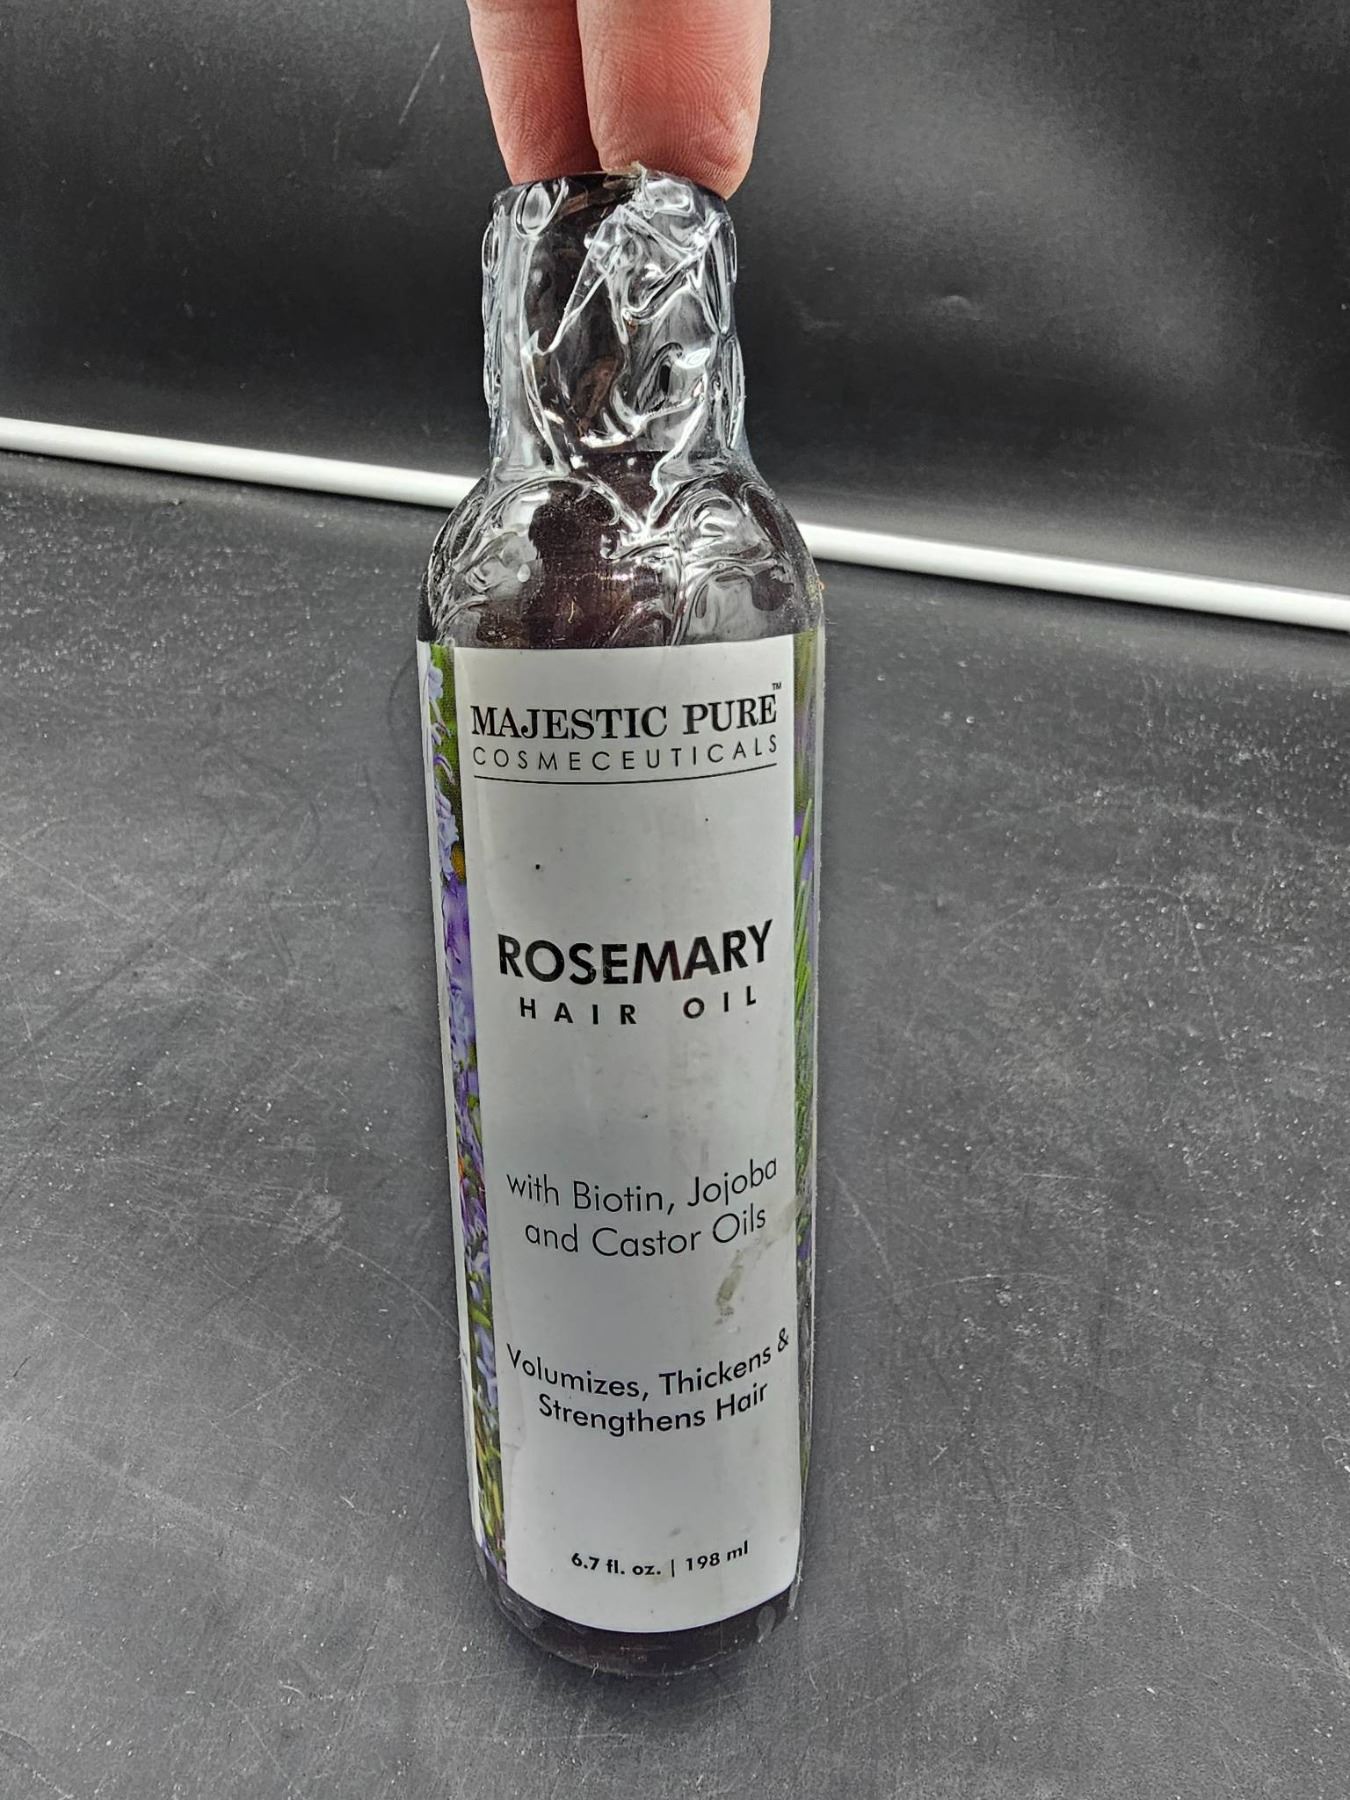 MAJESTIC PURE™
COSMECEUTICALS
ROSEMARY
HAIR OIL
with Biotin, Jojoba
and Castor Oils
Volumizes, Thickens &
Strengthens Hair
6.7 fl. oz. | 198 ml